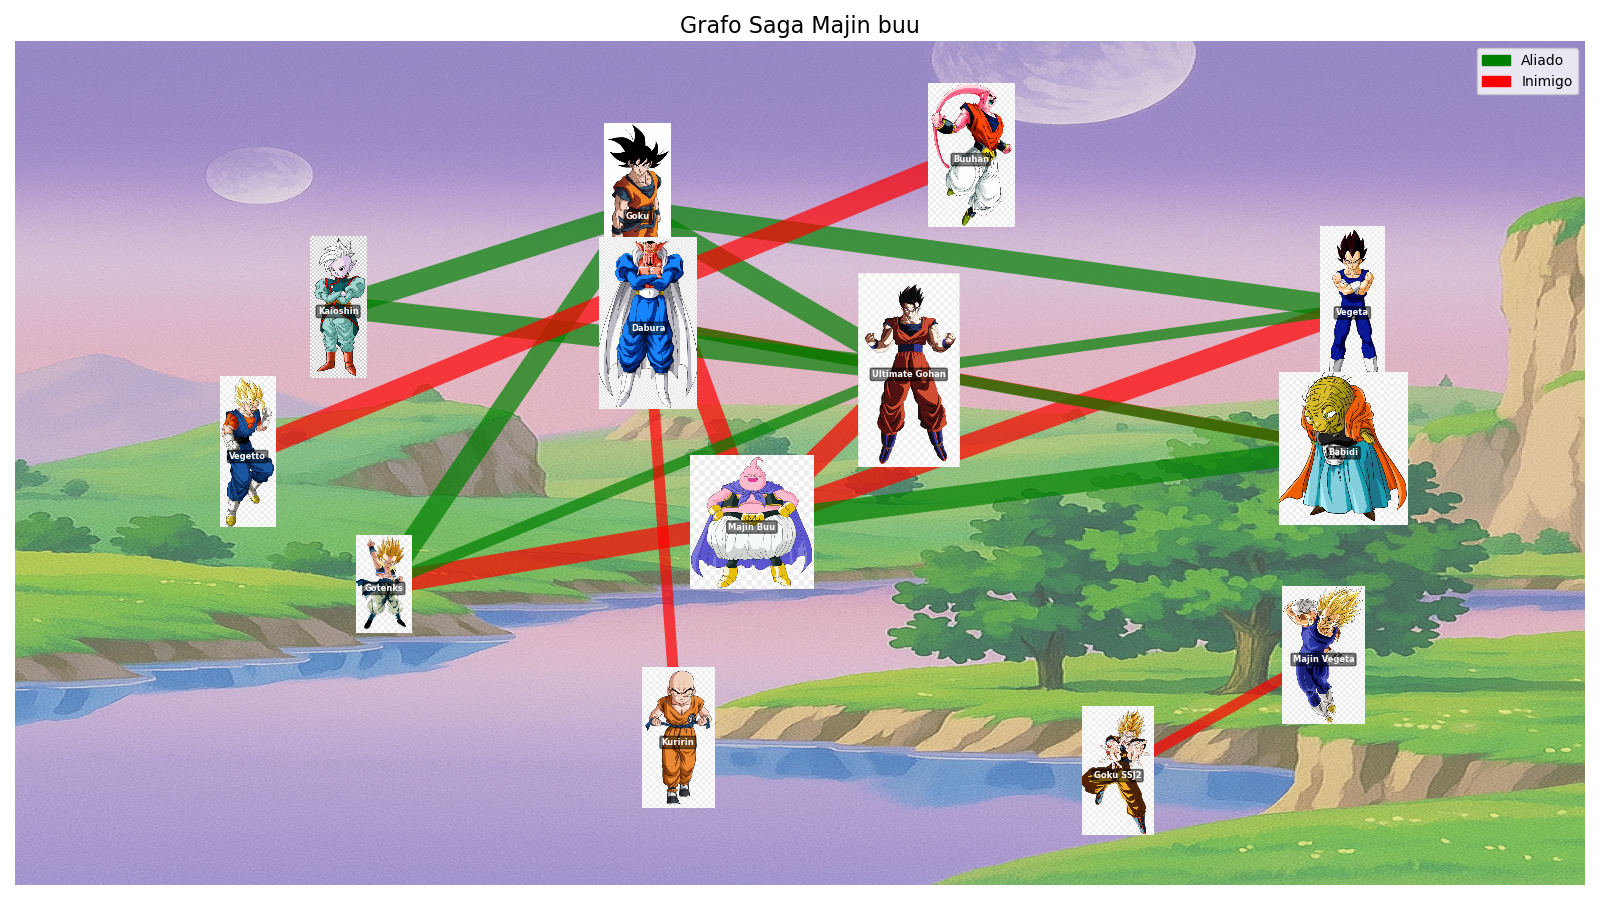 Grafo Saga Majin buu
Aliado
Inimigo
Buuhan
Goku
Kaioshin
Vegeta
Dabura
Ultimate Gohan
Vegetto
Babidi
Majin Buu
Gotenks
Majin Vegeta
Kuririn
Goku SSJ2